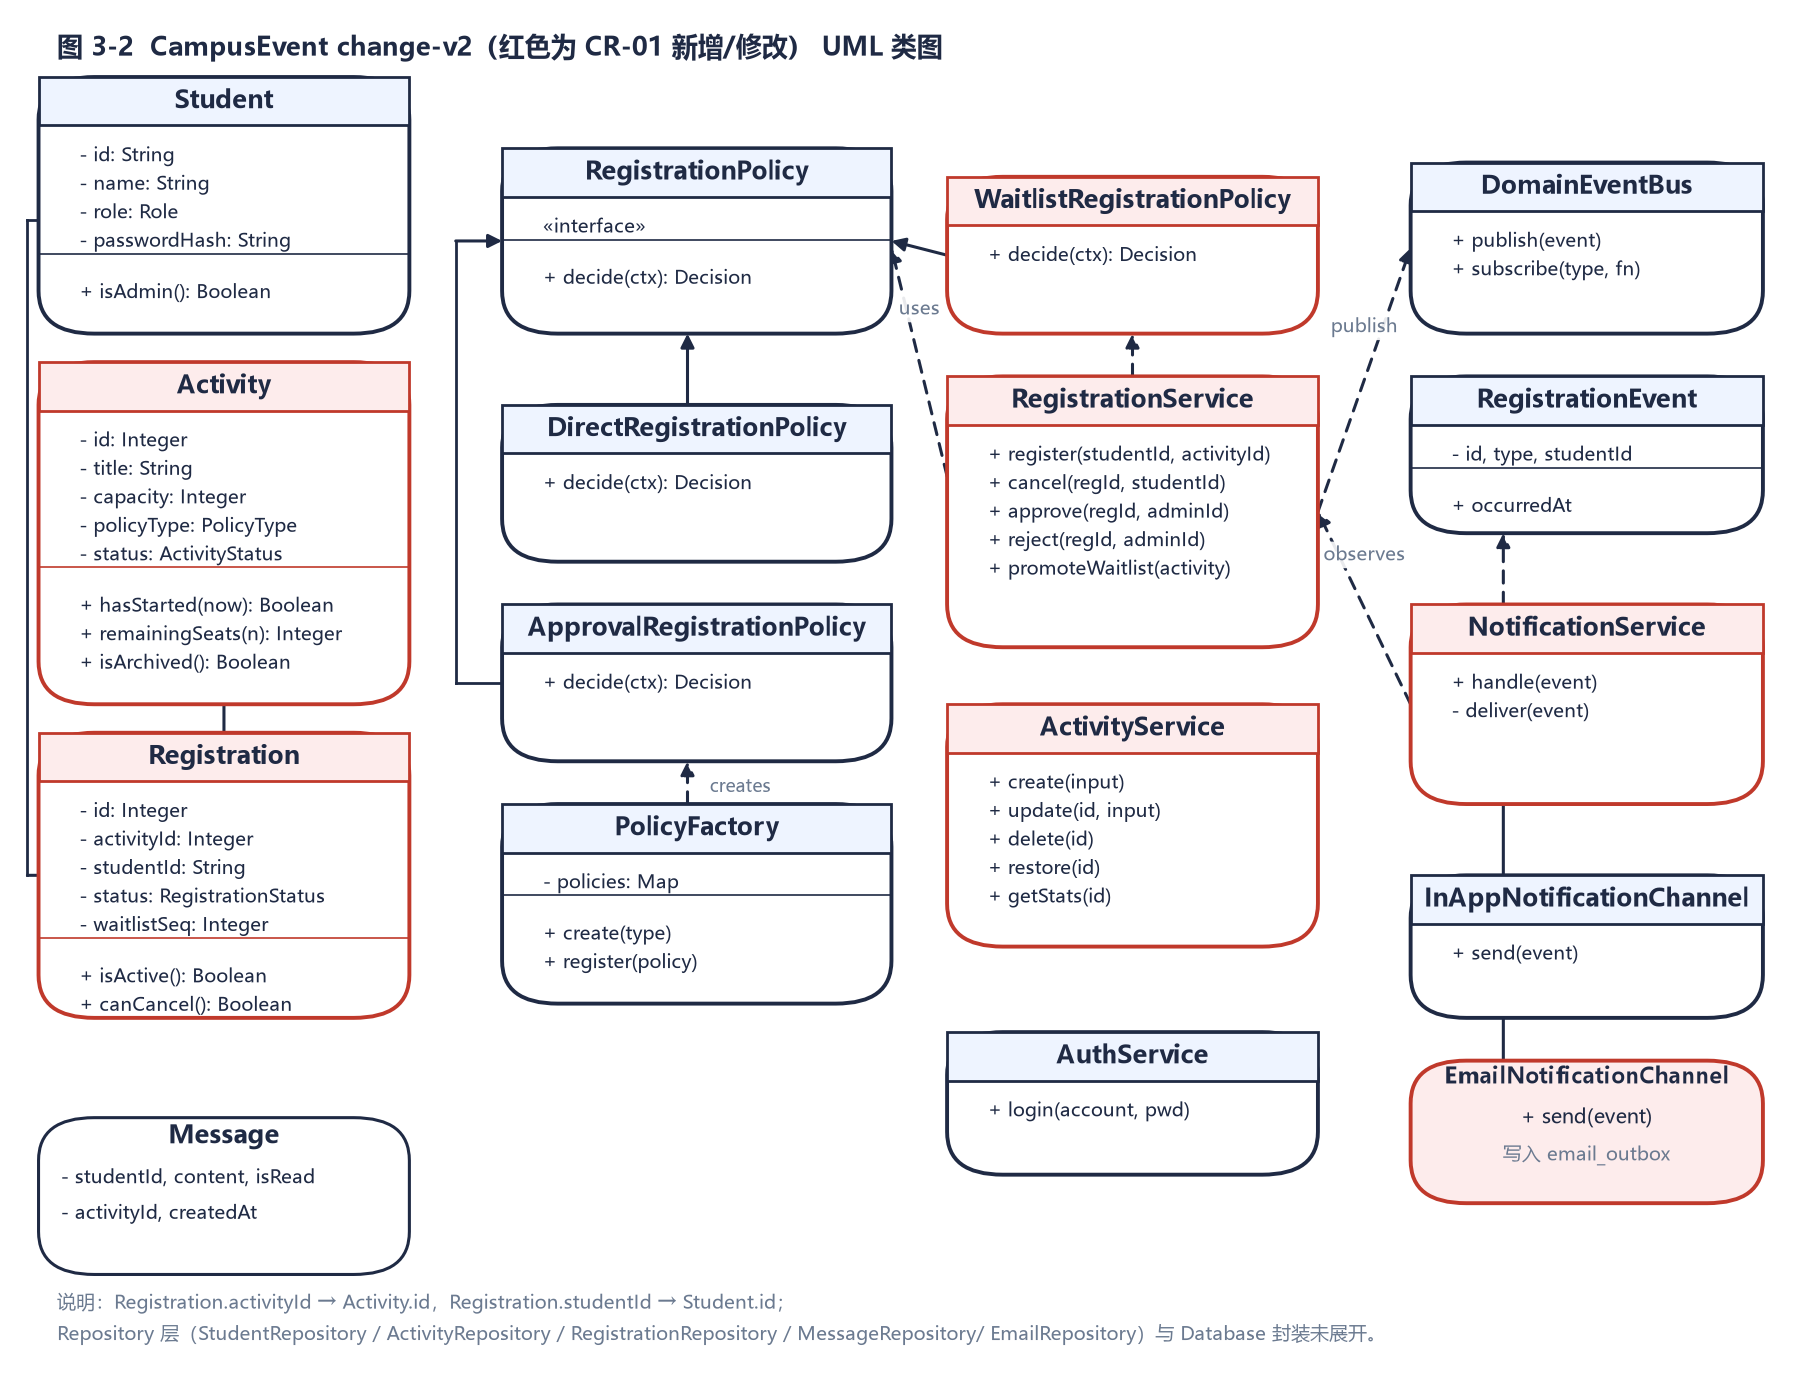 图 3-2 CampusEvent change-v2（红色为 CR-01 新增/修改） UML 类图
Student
- id: String
- name: String
- role: Role
- passwordHash: String
+ isAdmin(): Boolean
Activity
- id: Integer
- title: String
- capacity: Integer
- policyType: PolicyType
- status: ActivityStatus
+ hasStarted(now): Boolean
+ remainingSeats(n): Integer
+ isArchived(): Boolean
Registration
- id: Integer
- activityId: Integer
- studentId: String
- status: RegistrationStatus
- waitlistSeq: Integer
+ isActive(): Boolean
+ canCancel(): Boolean
Message
- studentId, content, isRead
- activityId, createdAt
RegistrationPolicy
«interface»
+ decide(ctx): Decision
DirectRegistrationPolicy
+ decide(ctx): Decision
ApprovalRegistrationPolicy
+ decide(ctx): Decision
creates
PolicyFactory
- policies: Map
+ create(type)
+ register(policy)
uses
WaitlistRegistrationPolicy
+ decide(ctx): Decision
RegistrationService
+ register(studentId, activityId)
+ cancel(regId, studentId)
+ approve(regId, adminId)
+ reject(regId, adminId)
+ promoteWaitlist(activity)
ActivityService
+ create(input)
+ update(id, input)
+ delete(id)
+ restore(id)
+ getStats(id)
AuthService
+ login(account, pwd)
publish
observes
DomainEventBus
+ publish(event)
+ subscribe(type, fn)
RegistrationEvent
- id, type, studentId
+ occurredAt
NotificationService
+ handle(event)
- deliver(event)
InAppNotificationChannel
+ send(event)
EmailNotificationChannel
+ send(event)
写入 email_outbox
说明：Registration.activityId → Activity.id，Registration.studentId → Student.id；
Repository 层（StudentRepository / ActivityRepository / RegistrationRepository / MessageRepository/ EmailRepository）与 Database 封装未展开。